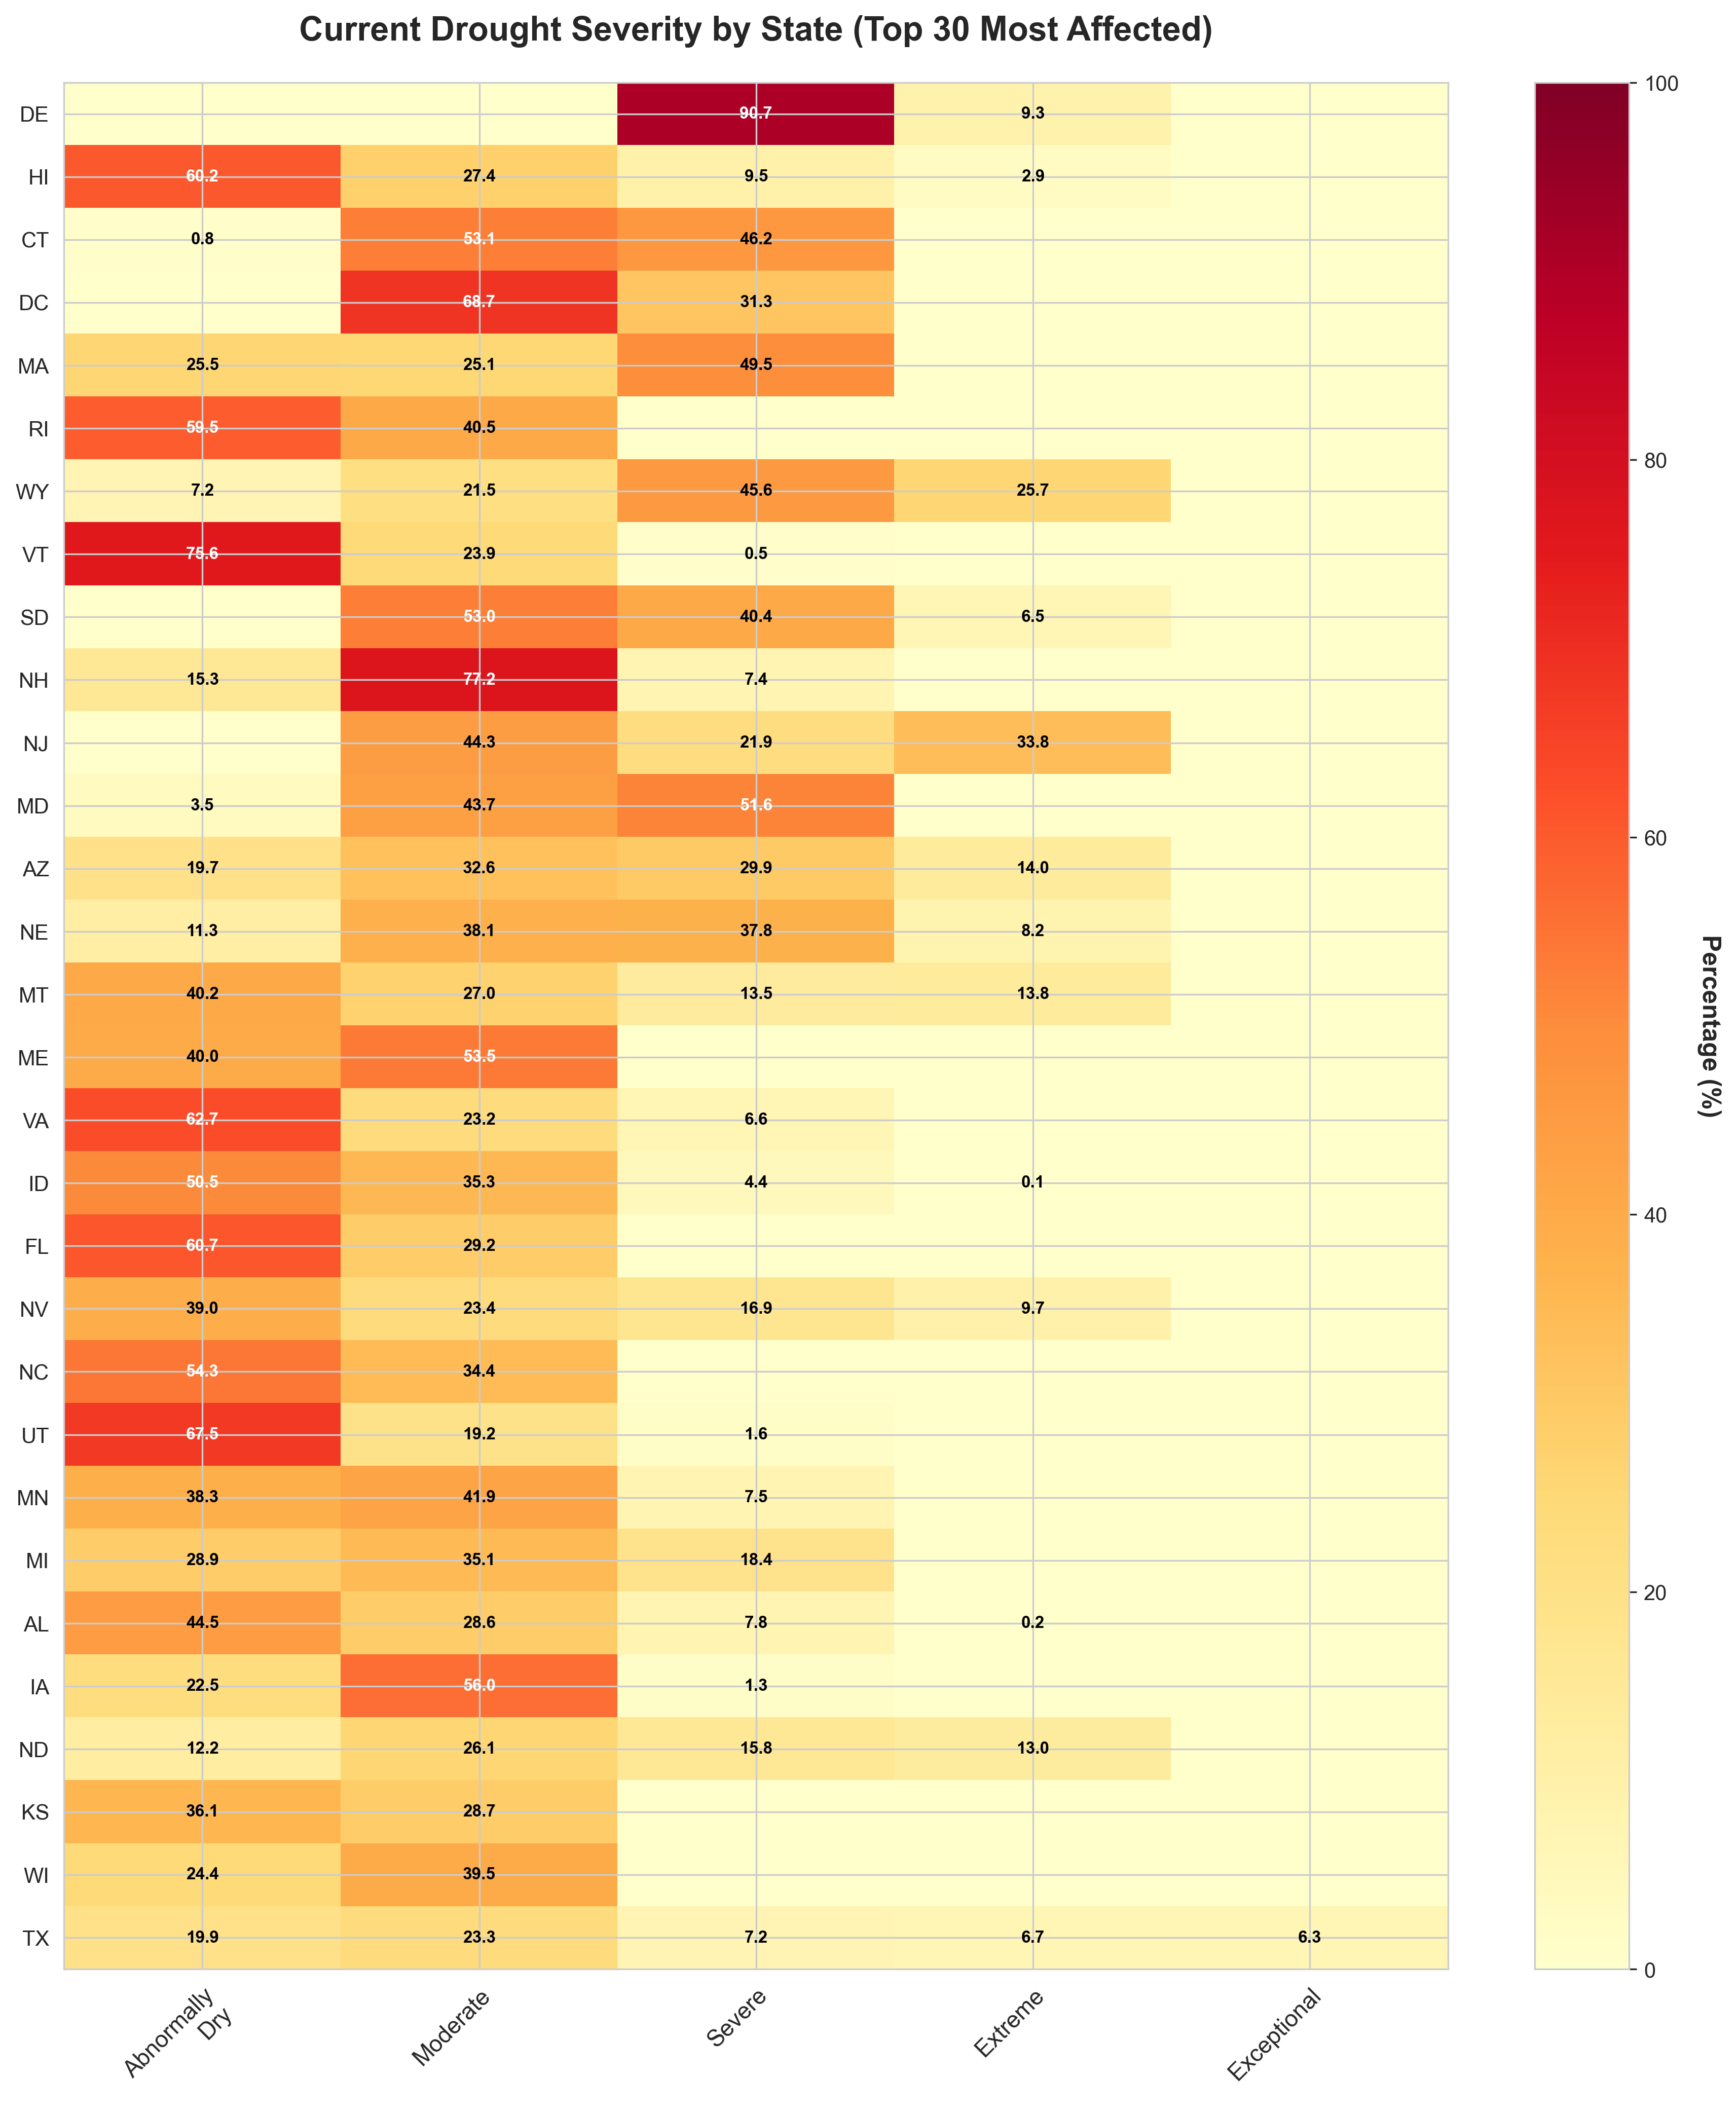 Current Drought Severity by State (Top 30 Most Affected)
DE 90.7 9.3
HI 60.2 27.4 9.5 2.9
CT 0.8 53.1 46.2
DC 68.7 31.3
MA 25.5 25.1 49.5
RI 59.5 40.5
WY 7.2 21.5 45.6 25.7
VT 75.6 23.9 0.5
SD 53.0 40.4 6.5
NH 15.3 77.2 7.4
NJ 44.3 21.9 33.8
MD 3.5 43.7 51.6
AZ 19.7 32.6 29.9 14.0
NE 11.3 38.1 37.8 8.2
MT 40.2 27.0 13.5 13.8
ME 40.0 53.5
VA 62.7 23.2 6.6
ID 50.5 35.3 4.4 0.1
FL 60.7 29.2
NV 39.0 23.4 16.9 9.7
NC 54.3 34.4
UT 67.5 19.2 1.6
MN 38.3 41.9 7.5
MI 28.9 35.1 18.4
AL 44.5 28.6 7.8 0.2
IA 22.5 56.0 1.3
ND 12.2 26.1 15.8 13.0
KS 36.1 28.7
WI 24.4 39.5
TX 19.9 23.3 7.2 6.7 6.3
Abnormally
Dry
Moderate
Severe
Extreme
Exceptional
100
80
60
40
20
0
Percentage (%)